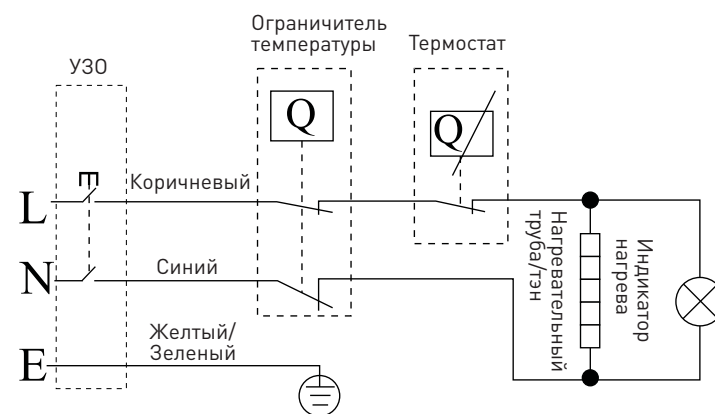 Ограничитель
температуры
Термостат
УЗО
Q
Q
L
Коричневый
N
Синий
E
Желтый/
Зеленый
Нагревательный
труба/тэн
Индикатор
нагрева